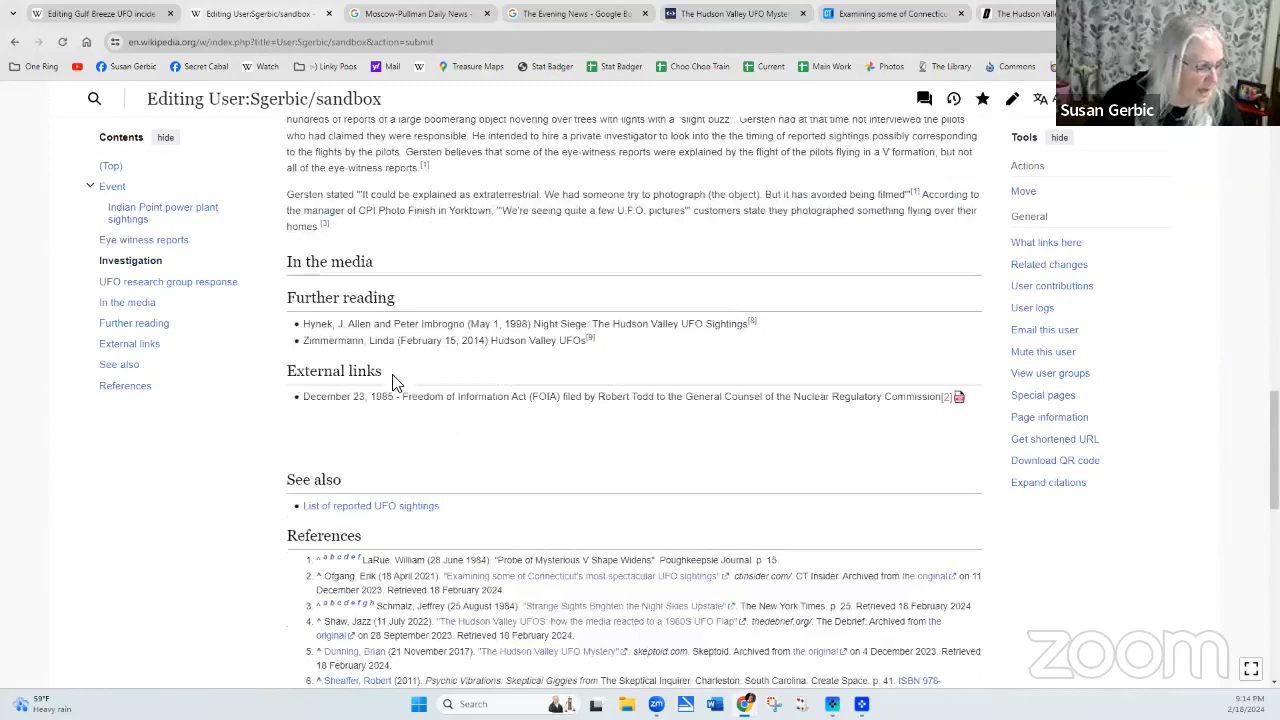 Editing Gulf Breeze UFO incident
Editing User:Sgerbic/sandbox
Moscow-Pullman Daily News -
The Evening News - Google Bo
The Hudson Valley UFO Myster
Examining some of Connecticu
The Hudson Val
en.wikipedia.org/w/index.php?title=User:Sgerbic/sandbox&action=submit
One Ring
Susan Gerbic
Secret Cabal
Watch
:-) Linky Poo
Mail
Treasure Maps
Stat Badger
Stat Badger
Choo Choo Train
Main Work
Photos
The Library
Commons
Susan Gerbic
Editing User:Sgerbic/sandbox
Contents hide
(Top)
Event
Indian Point power plant
sightings
Eye witness reports
Investigation
UFO research group response
In the media
Further reading
External links
See also
References
hundreds of reports of a large boomerang object hovering over trees with lights with a "slight buzz". Gersten had at that time not interviewed the pilots
who had claimed they were responsible. He intended to hire a private investigator to look into the timing of reported sightings possibly corresponding
to the flights by the pilots. Gersten believes that some of the eye-witness reports were explained by the flight of the pilots flying in a V formation, but not
all of the eye-witness reports.[1]
Gersten stated "'It could be explained as extraterrestrial. We had someone try to photograph (the object). But it has avoided being filmed'"[1] According to
the manager of CPI Photo Finish in Yorktown, "'We're seeing quite a few U.F.O. pictures'" customers state they photographed something flying over their
homes.[3]
In the media
Further reading
Hynek, J. Allen and Peter Imbrogno (May 1, 1998) Night Siege: The Hudson Valley UFO Sightings[8]
Zimmermann, Linda (February 15, 2014) Hudson Valley UFOs[9]
External links
December 23, 1985 - Freedom of Information Act (FOIA) filed by Robert Todd to the General Counsel of the Nuclear Regulatory Commission[2]
See also
List of reported UFO sightings
References
1. ^ a b c d e f LaRue, William (28 June 1984). "Probe of Mysterious V Shape Widens". Poughkeepsie Journal. p. 15.
2. ^ Ofgang, Erik (18 April 2021). "Examining some of Connecticut's most spectacular UFO sightings". ctinsider.com/. CT Insider. Archived from the original on 11
December 2023. Retrieved 18 February 2024.
3. ^ a b c d e f g h Schmalz, Jeffrey (25 August 1984). "Strange Sights Brighten the Night Skies Upstate". The New York Times. p. 25. Retrieved 18 February 2024
4. ^ Shaw, Jazz (11 July 2022). "The Hudson Valley UFOS: how the media reacted to a 1980S UFO Flap". thedebrief.org/. The Debrief. Archived from the
original on 28 September 2023. Retrieved 18 February 2024.
5. ^ Dunning, Brian (21 November 2017). "The Hudson Valley UFO Mystery". skeptoid.com. Skeptoid. Archived from the original on 4 December 2023. Retrieved
18 February 2024.
6. ^ Sheaffer, Robert (2011). Psychic Vibrations: Skeptical Giggles from The Skeptical Inquirer. Charleston, South Carolina. Create Space. p. 41. ISBN 978-
Tools hide
Actions
Move
General
What links here
Related changes
User contributions
User logs
Email this user
Mute this user
View user groups
Special pages
Page information
Get shortened URL
Download QR code
Expand citations
zoom
59°F
Heavy rain
Search
9:14 PM
2/18/2024